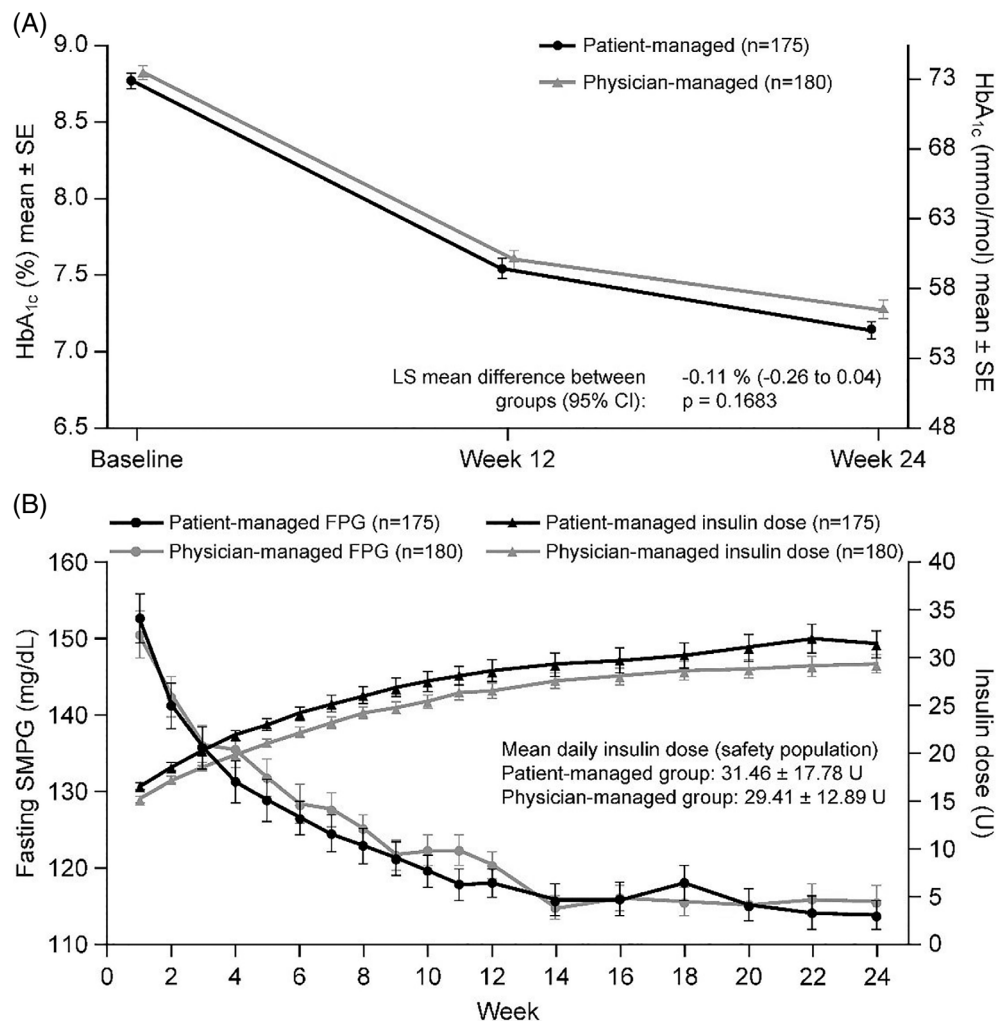 (A)
9.0
8.5
8.0
7.5
7.0
6.5
HbA1c (%) mean ± SE
Patient-managed (n=175)
Physician-managed (n=180)
73
68
63
58
53
48
HbA1c (mmol/mol) mean ± SE
LS mean difference between -0.11 % (-0.26 to 0.04)
groups (95% CI): p = 0.1683
Baseline Week 12 Week 24
(B)
Patient-managed FPG (n=175) Patient-managed insulin dose (n=175)
Physician-managed FPG (n=180) Physician-managed insulin dose (n=180)
160
150
140
130
120
110
Fasting SMPG (mg/dL)
40
35
30
25
20
15
10
5
0
Insulin dose (U)
Mean daily insulin dose (safety population)
Patient-managed group: 31.46 ± 17.78 U
Physician-managed group: 29.41 ± 12.89 U
0 2 4 6 8 10 12 14 16 18 20 22 24
Week